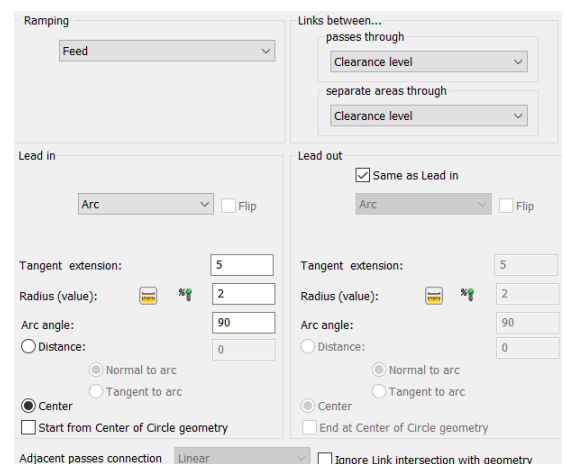 Ramping
Feed
Links between...
passes through
Clearance level
separate areas through
Clearance level
Lead in
Arc
Flip
Tangent extension: 5
Radius (value): % 2
Arc angle: 90
Distance: 0
Normal to arc
Tangent to arc
Center
Start from Center of Circle geometry
Lead out
Same as Lead in
Arc
Flip
Tangent extension: 5
Radius (value): % 2
Arc angle: 90
Distance: 0
Normal to arc
Tangent to arc
Center
End at Center of Circle geometry
Adjacent passes connection Linear
Ignore Link intersection with geometry